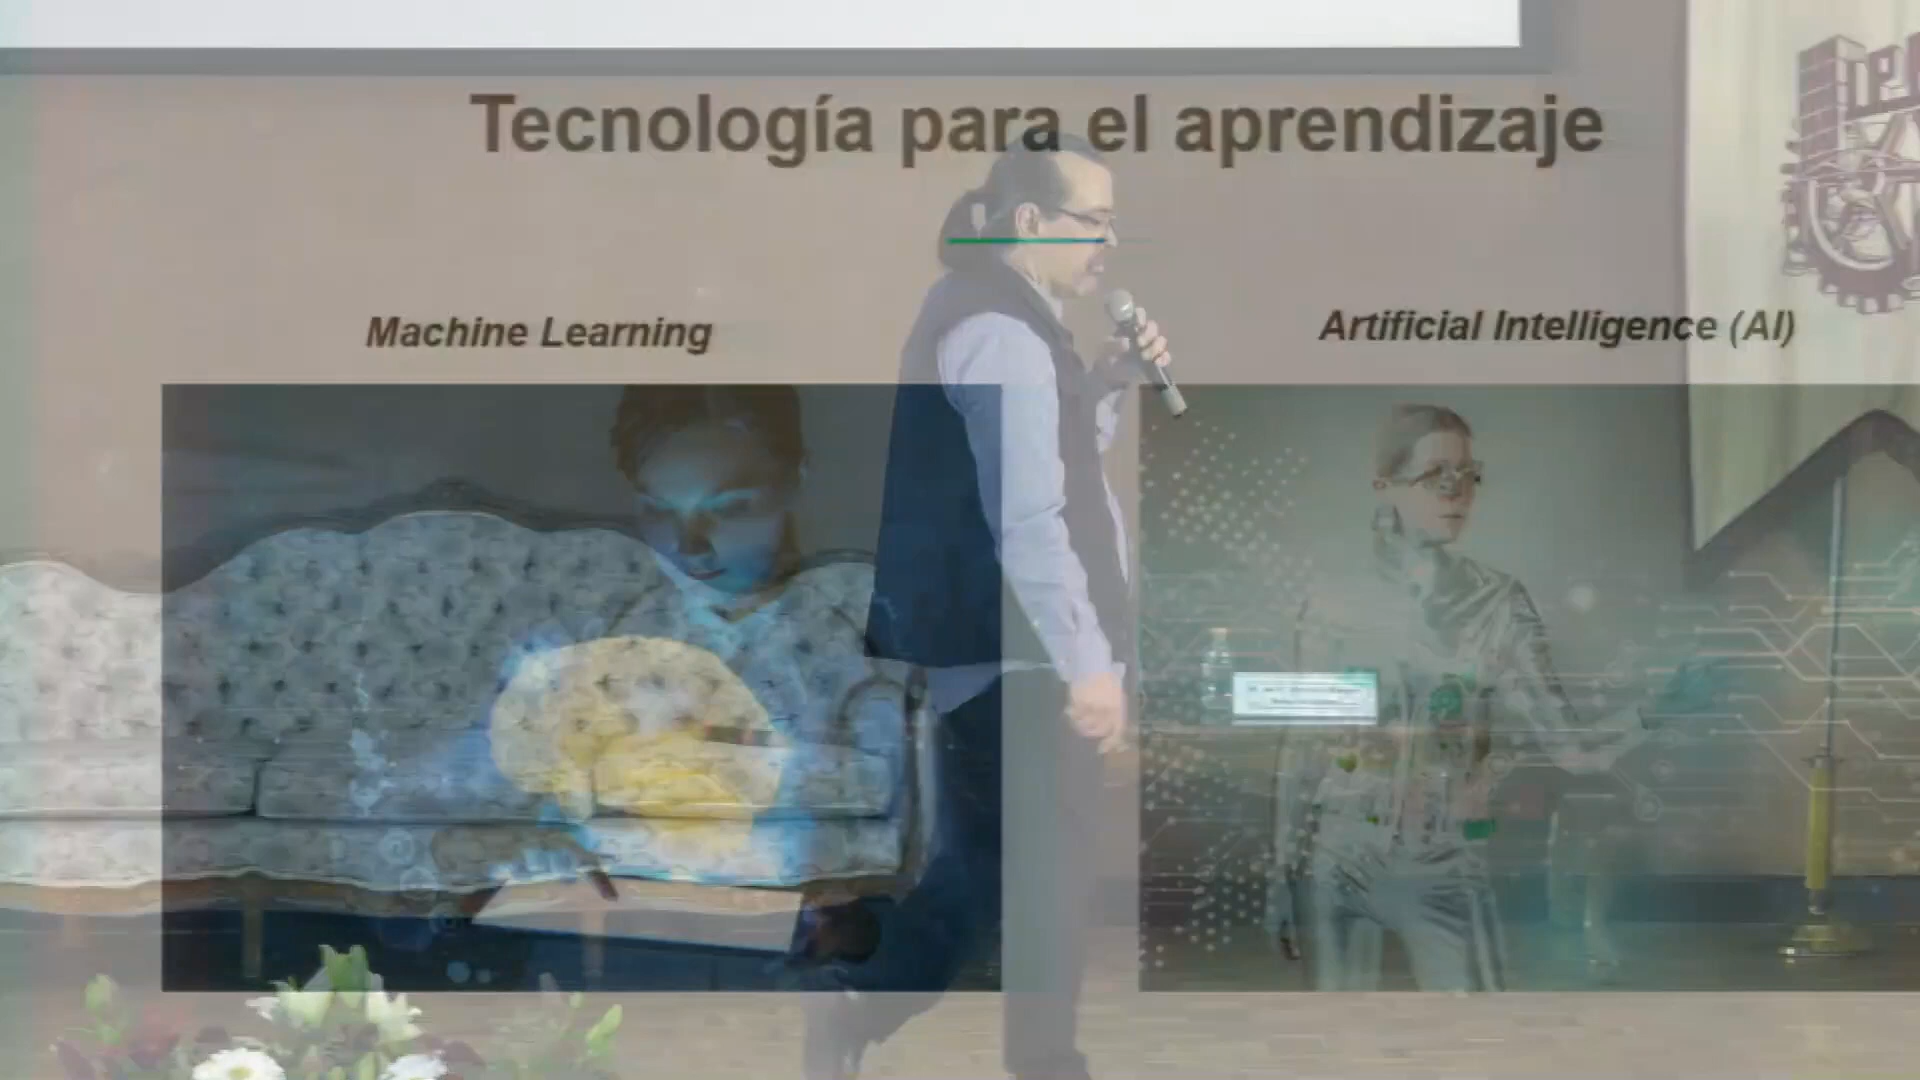 Tecnología para el aprendizaje
Machine Learning
Artificial Intelligence (AI)